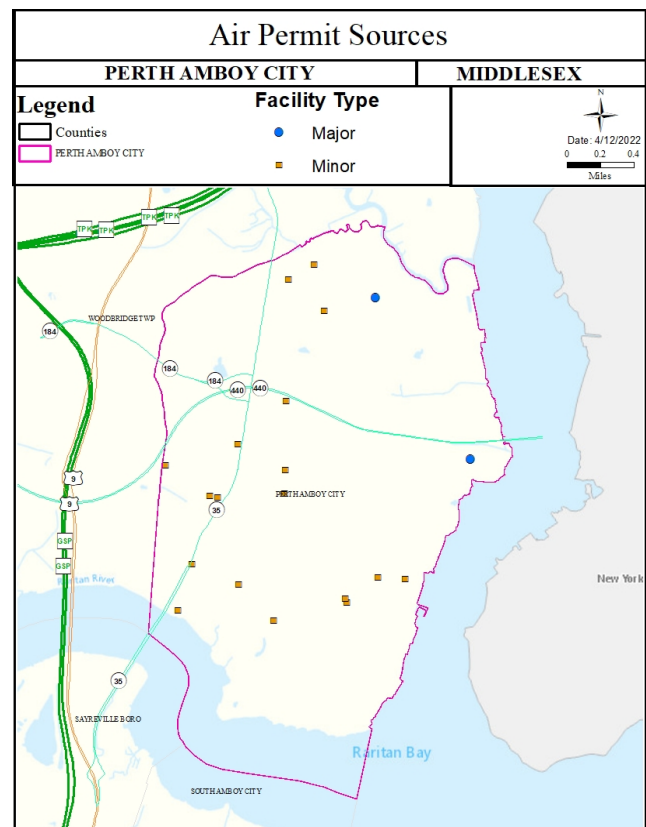 Air Permit Sources
PERTH AMBOY CITY
MIDDLESEX
Legend
Counties
PERTH AMBOY CITY
Facility Type
Major
Minor
N
Date: 4/12/2022
0 0.2 0.4
Miles
TPK
TPK
TPK
TPK
WOODBRIDGE TWP
184
184
184
440
440
9
9
PERTH AMBOY CITY
35
GSP
GSP
Raritan River
New York
35
SAYREVILLE BORO
Raritan Bay
SOUTH AMBOY CITY